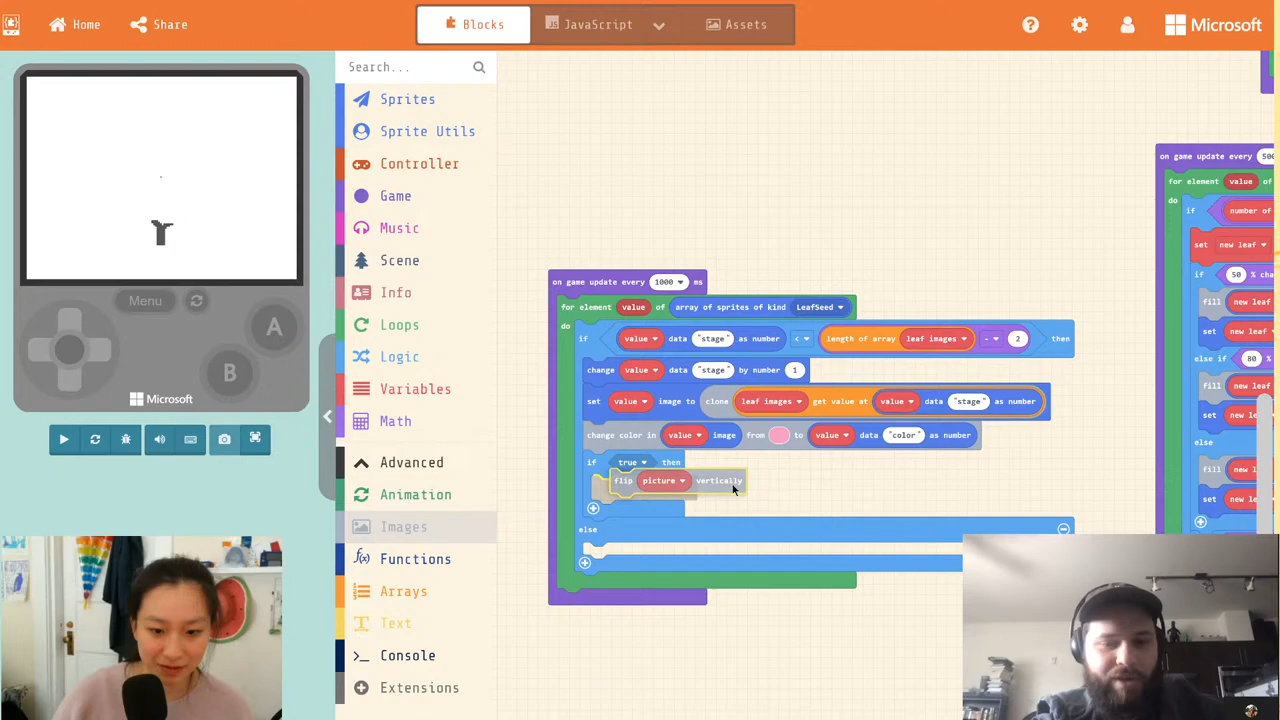 Home Share Blocks JavaScript Assets Microsoft
Search...
Sprites
Sprite Utils
Controller
Game
Music
Scene
Info
Loops
Logic
Variables
Math
Advanced
Animation
Images
Functions
Arrays
Text
Console
Extensions
Menu
A
B
Microsoft
on game update every 1000 ms
for element value of array of sprites of kind LeafSeed
do
if value data "stage" as number < length of array leaf images - 2 then
change value data "stage" by number 1
set value image to clone leaf images get value at value data "stage" as number
change color in value image from to value data "color" as number
if true then
flip picture vertically
else
on game update every
for element value of
do
if number of
set new leaf
if 50 % cha
fill new leaf
set new leaf
else if 80 %
fill new leaf
set new leaf
else
fill new le
set new le